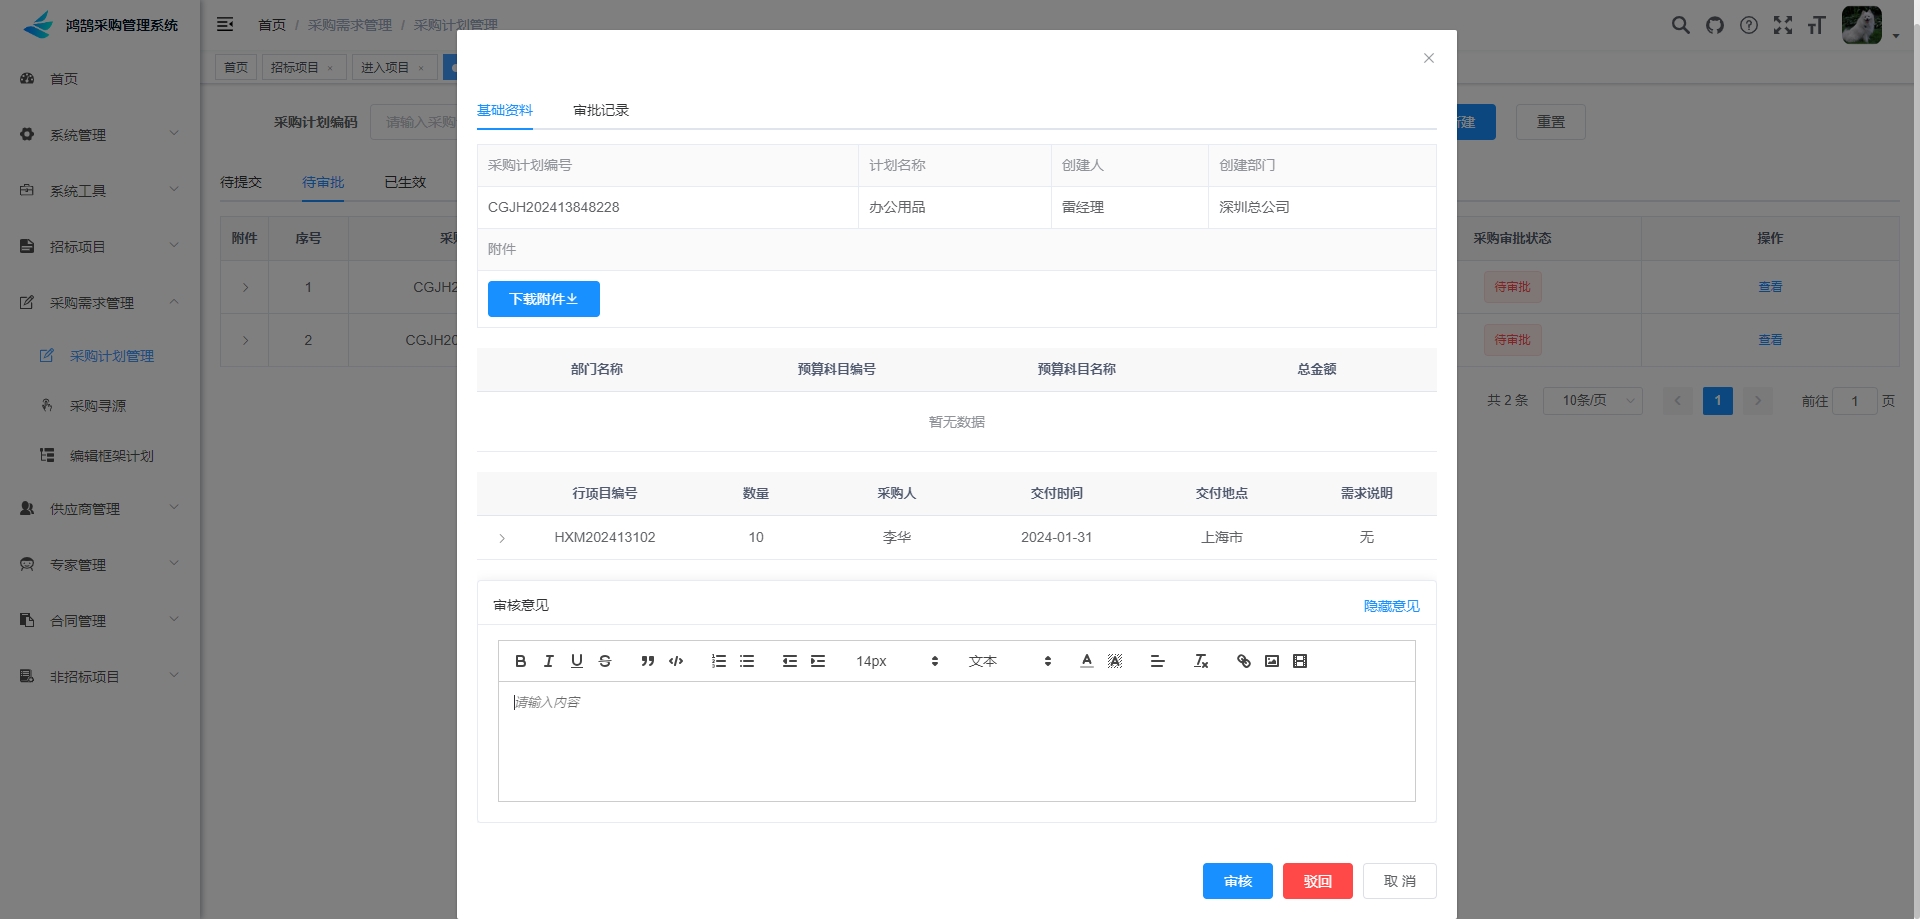 鸿鹄采购管理系统
首页 / 采购需求管理 / 采购计划管理
首页
招标项目 ×
进入项目 ×
首页
系统管理
系统工具
招标项目
采购需求管理
采购计划管理
采购寻源
编辑框架计划
供应商管理
专家管理
合同管理
非招标项目
采购计划编码
请输入采购
建
重置
待提交
待审批
已生效
附件 序号 采购审批状态 操作
1 CGJH2 待审批 查看
2 CGJH20 待审批 查看
共 2 条 10条/页 1 前往 1 页
基础资料 审批记录
采购计划编号 计划名称 创建人 创建部门
CGJH202413848228 办公用品 雷经理 深圳总公司
附件
下载附件
部门名称 预算科目编号 预算科目名称 总金额
暂无数据
行项目编号 数量 采购人 交付时间 交付地点 需求说明
HXM202413102 10 李华 2024-01-31 上海市 无
审核意见 隐藏意见
14px 文本
请输入内容
审核 驳回 取 消